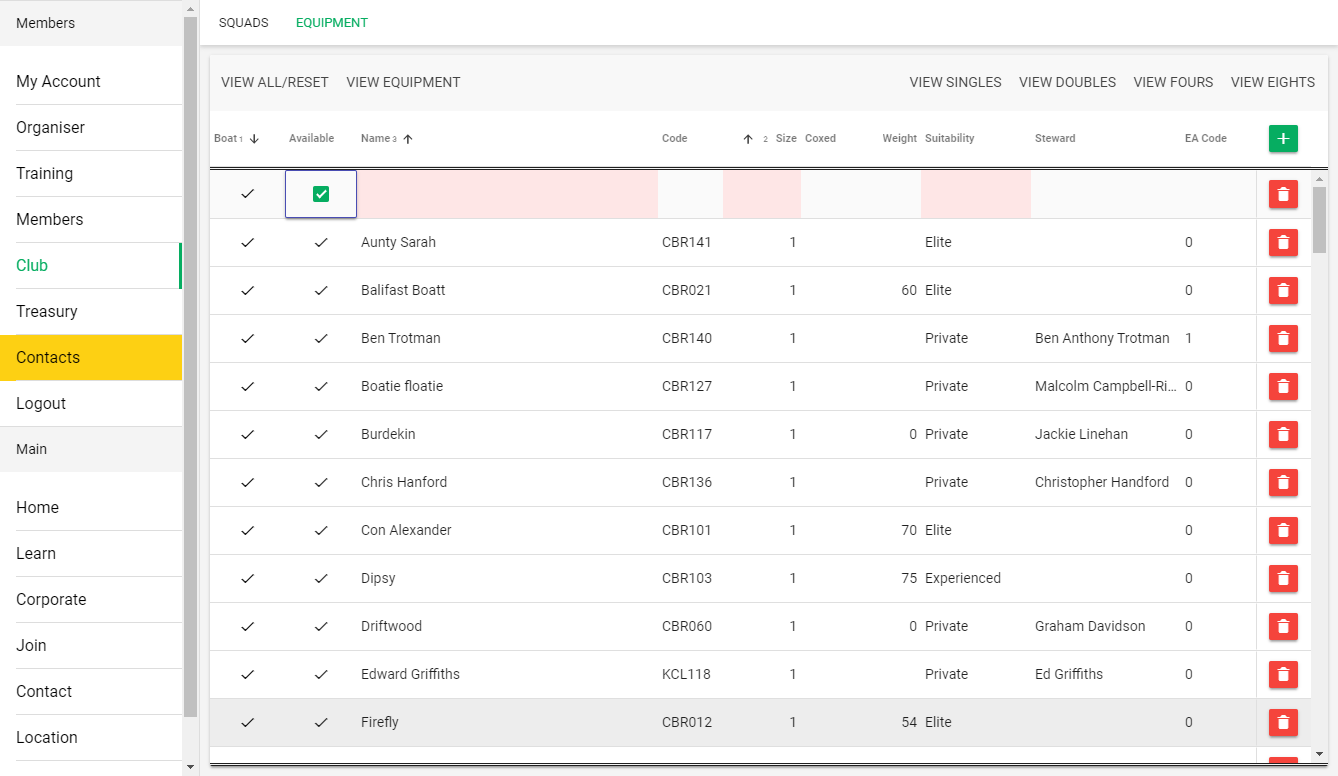 Members
My Account
Organiser
Training
Members
Club
Treasury
Contacts
Logout
Main
Home
Learn
Corporate
Join
Contact
Location
SQUADS EQUIPMENT
VIEW ALL/RESET VIEW EQUIPMENT VIEW SINGLES VIEW DOUBLES VIEW FOURS VIEW EIGHTS
Boat 1 Available Name 3 Code 2 Size Coxed Weight Suitability Steward EA Code
Aunty Sarah CBR141 1 Elite 0
Balifast Boatt CBR021 1 60 Elite 0
Ben Trotman CBR140 1 Private Ben Anthony Trotman 1
Boatie floatie CBR127 1 Private Malcolm Campbell-Ri... 0
Burdekin CBR117 1 0 Private Jackie Linehan 0
Chris Hanford CBR136 1 Private Christopher Handford 0
Con Alexander CBR101 1 70 Elite 0
Dipsy CBR103 1 75 Experienced 0
Driftwood CBR060 1 0 Private Graham Davidson 0
Edward Griffiths KCL118 1 Private Ed Griffiths 0
Firefly CBR012 1 54 Elite 0